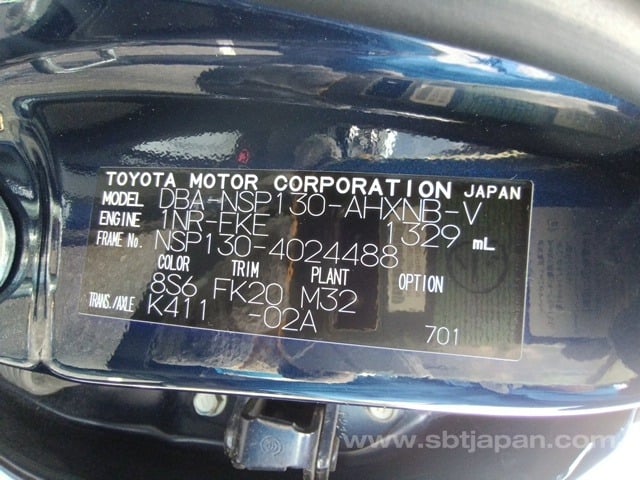 TOYOTA MOTOR CORPORATION JAPAN
MODEL DBA-NSP130-AHXNB-V
ENGINE 1NR-FKE 1329 mL
FRAME No. NSP130-4024488
COLOR TRIM PLANT OPTION
8S6 FK20 M32
TRANS./AXLE K411 -02A
701
www.sbtjapan.com